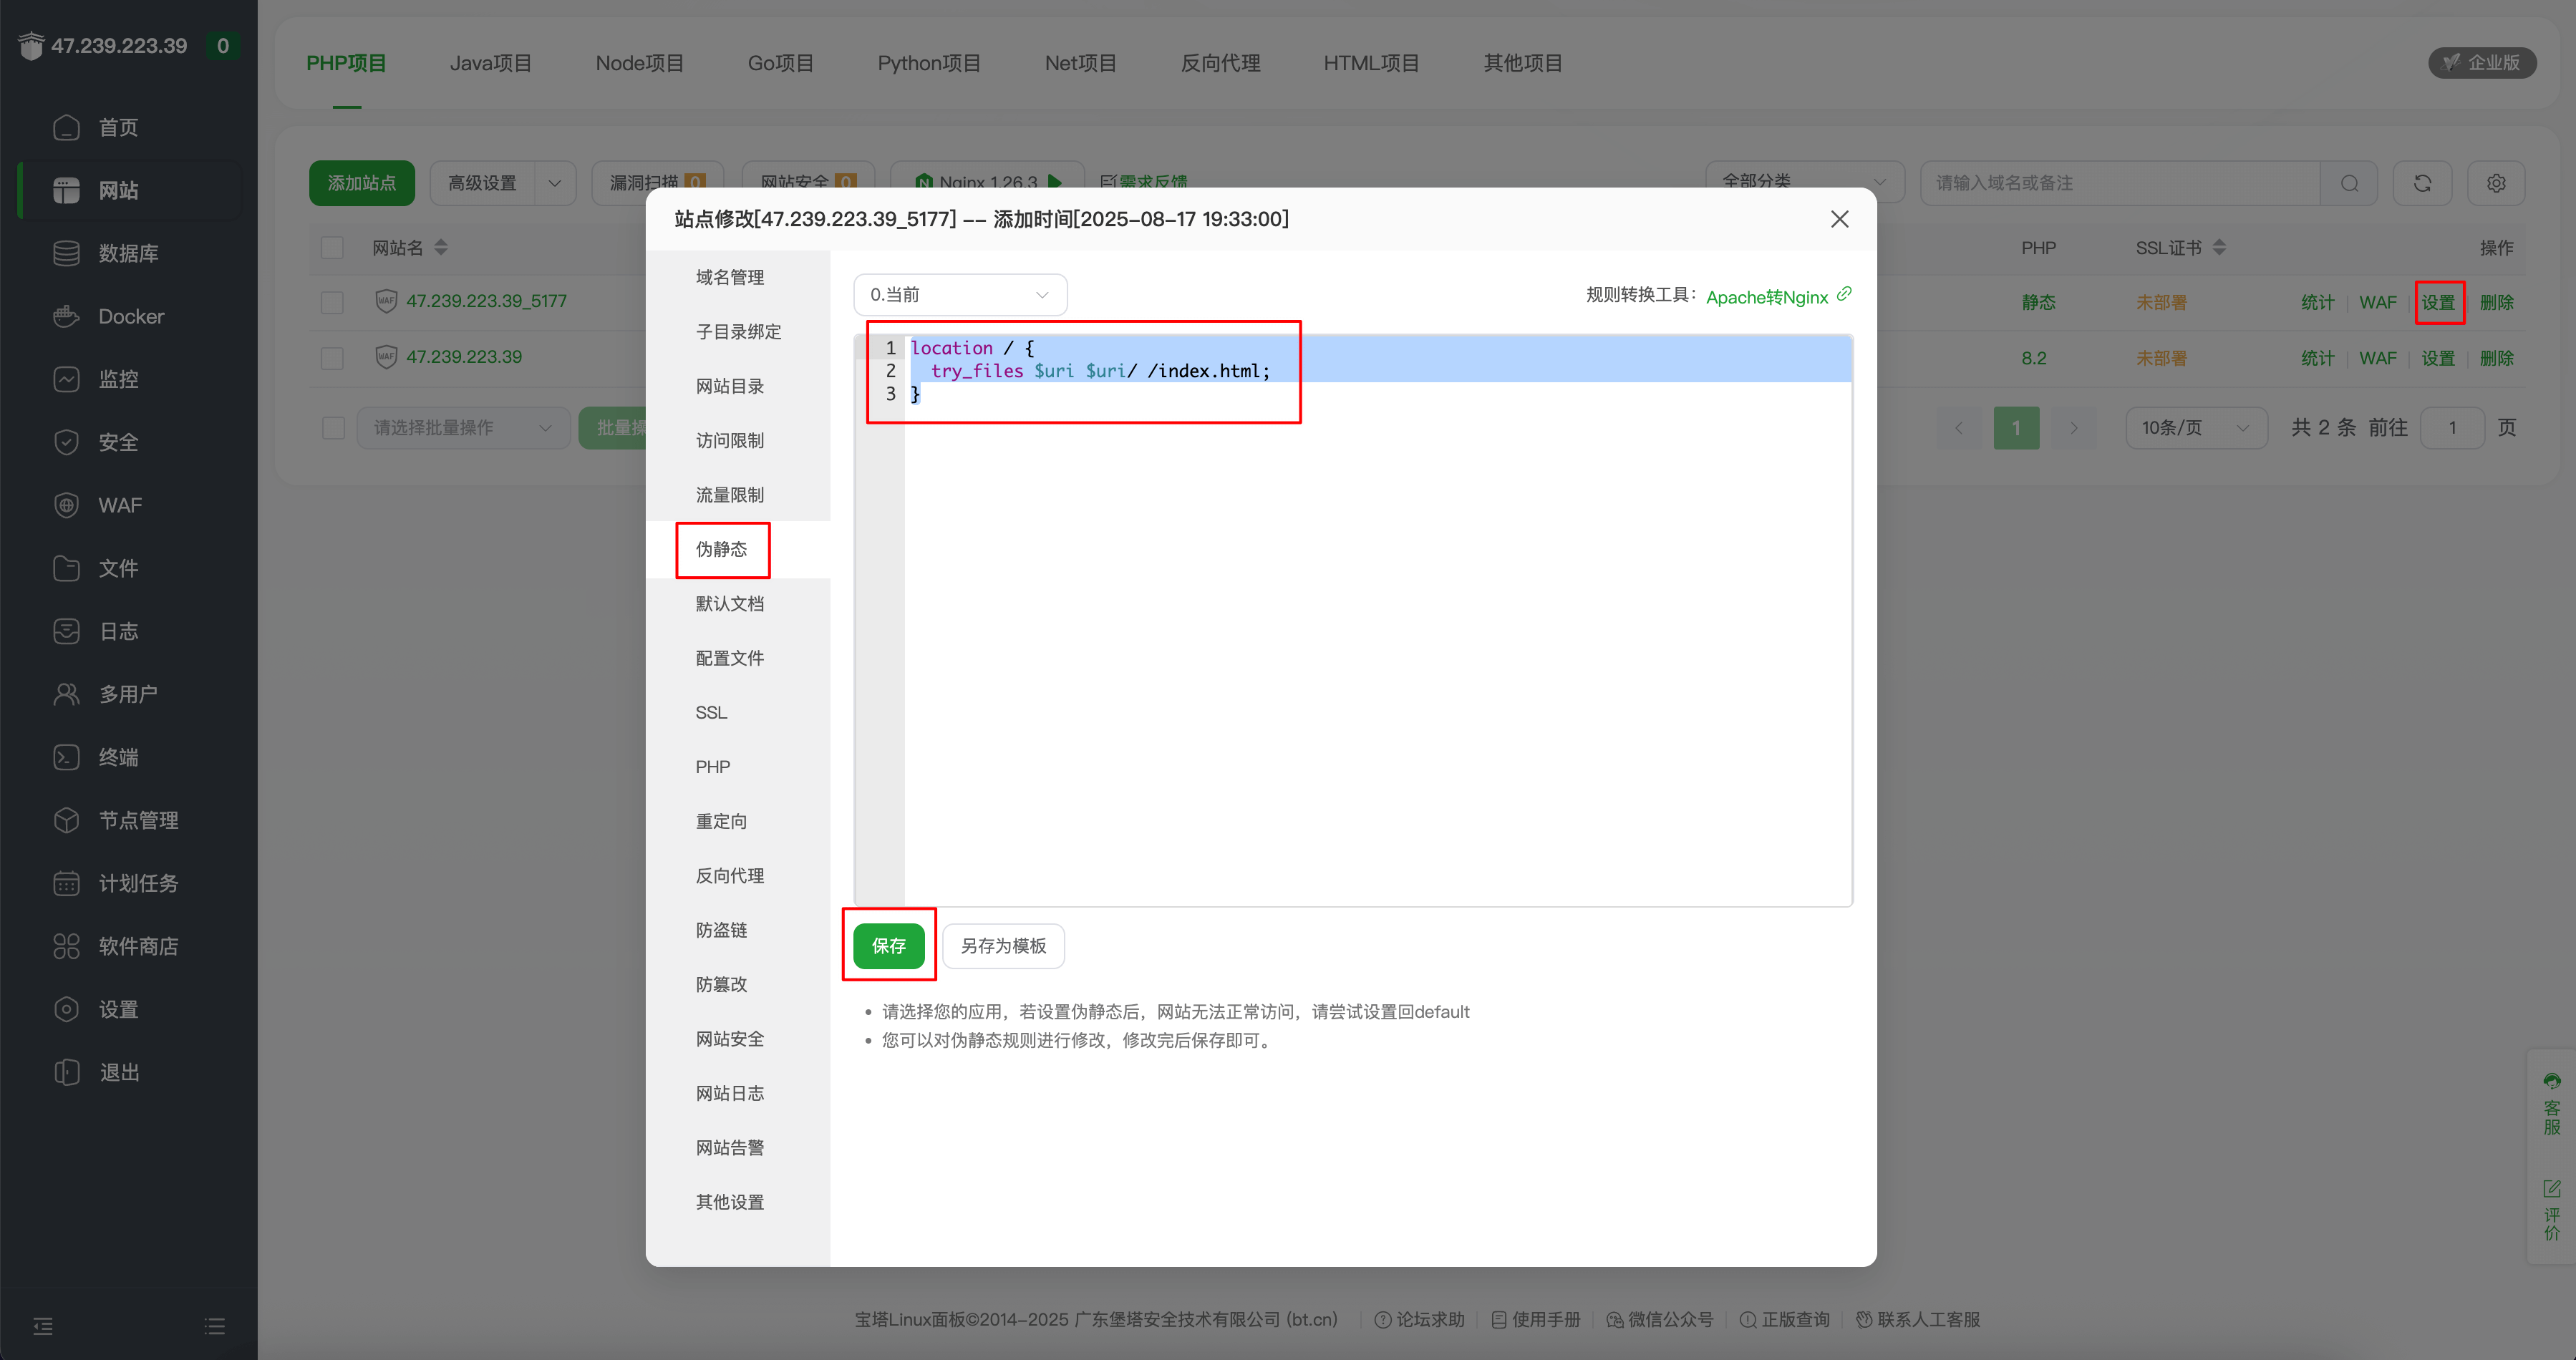 47.239.223.39 0
首页
网站
数据库
Docker
监控
安全
WAF
文件
日志
多用户
终端
节点管理
计划任务
软件商店
设置
退出
PHP项目 Java项目 Node项目 Go项目 Python项目 Net项目 反向代理 HTML项目 其他项目 企业版
添加站点 高级设置 漏洞扫描 0 网站安全 0 Nginx 1.26.3 需求反馈 全部分类 请输入域名或备注
网站名 PHP SSL证书 操作
WAF 47.239.223.39_5177 静态 未部署 统计 WAF 设置 删除
WAF 47.239.223.39 8.2 未部署 统计 WAF 设置 删除
请选择批量操作 批量操 1 10条/页 共 2 条 前往 1 页
站点修改[47.239.223.39_5177] -- 添加时间[2025-08-17 19:33:00]
域名管理
子目录绑定
网站目录
访问限制
流量限制
伪静态
默认文档
配置文件
SSL
PHP
重定向
反向代理
防盗链
防篡改
网站安全
网站日志
网站告警
其他设置
0.当前 规则转换工具： Apache转Nginx
1 location / {
2 try_files $uri $uri/ /index.html;
3 }
保存 另存为模板
请选择您的应用，若设置伪静态后，网站无法正常访问，请尝试设置回default
您可以对伪静态规则进行修改，修改完后保存即可。
客服
评价
宝塔Linux面板©2014-2025 广东堡塔安全技术有限公司 (bt.cn) 论坛求助 使用手册 微信公众号 正版查询 联系人工客服